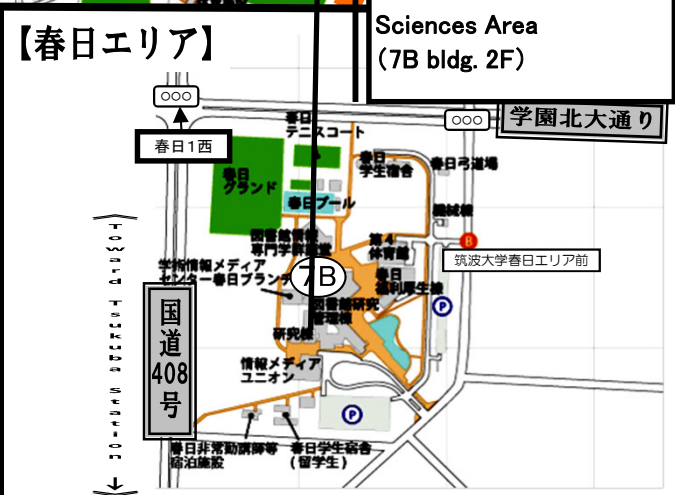 Sciences Area
(7B bldg. 2F)
【春日エリア】
○○○
春日1西
○○○
学園北大通り
春日
テニスコート
春日
学生宿舎
春日弓道場
春日
グランド
春日プール
機械棟
図書館情報
専門学群講堂
第4
体育館
B
筑波大学春日エリア前
学術情報メディア
センター春日ブランチ
7B
春日
福利厚生棟
図書館研究
管理棟
P
研究棟
情報メディア
ユニオン
国道
408
号
Toward Tsukuba Station
P
春日非常勤講師等
宿泊施設
春日学生宿舎
(留学生)